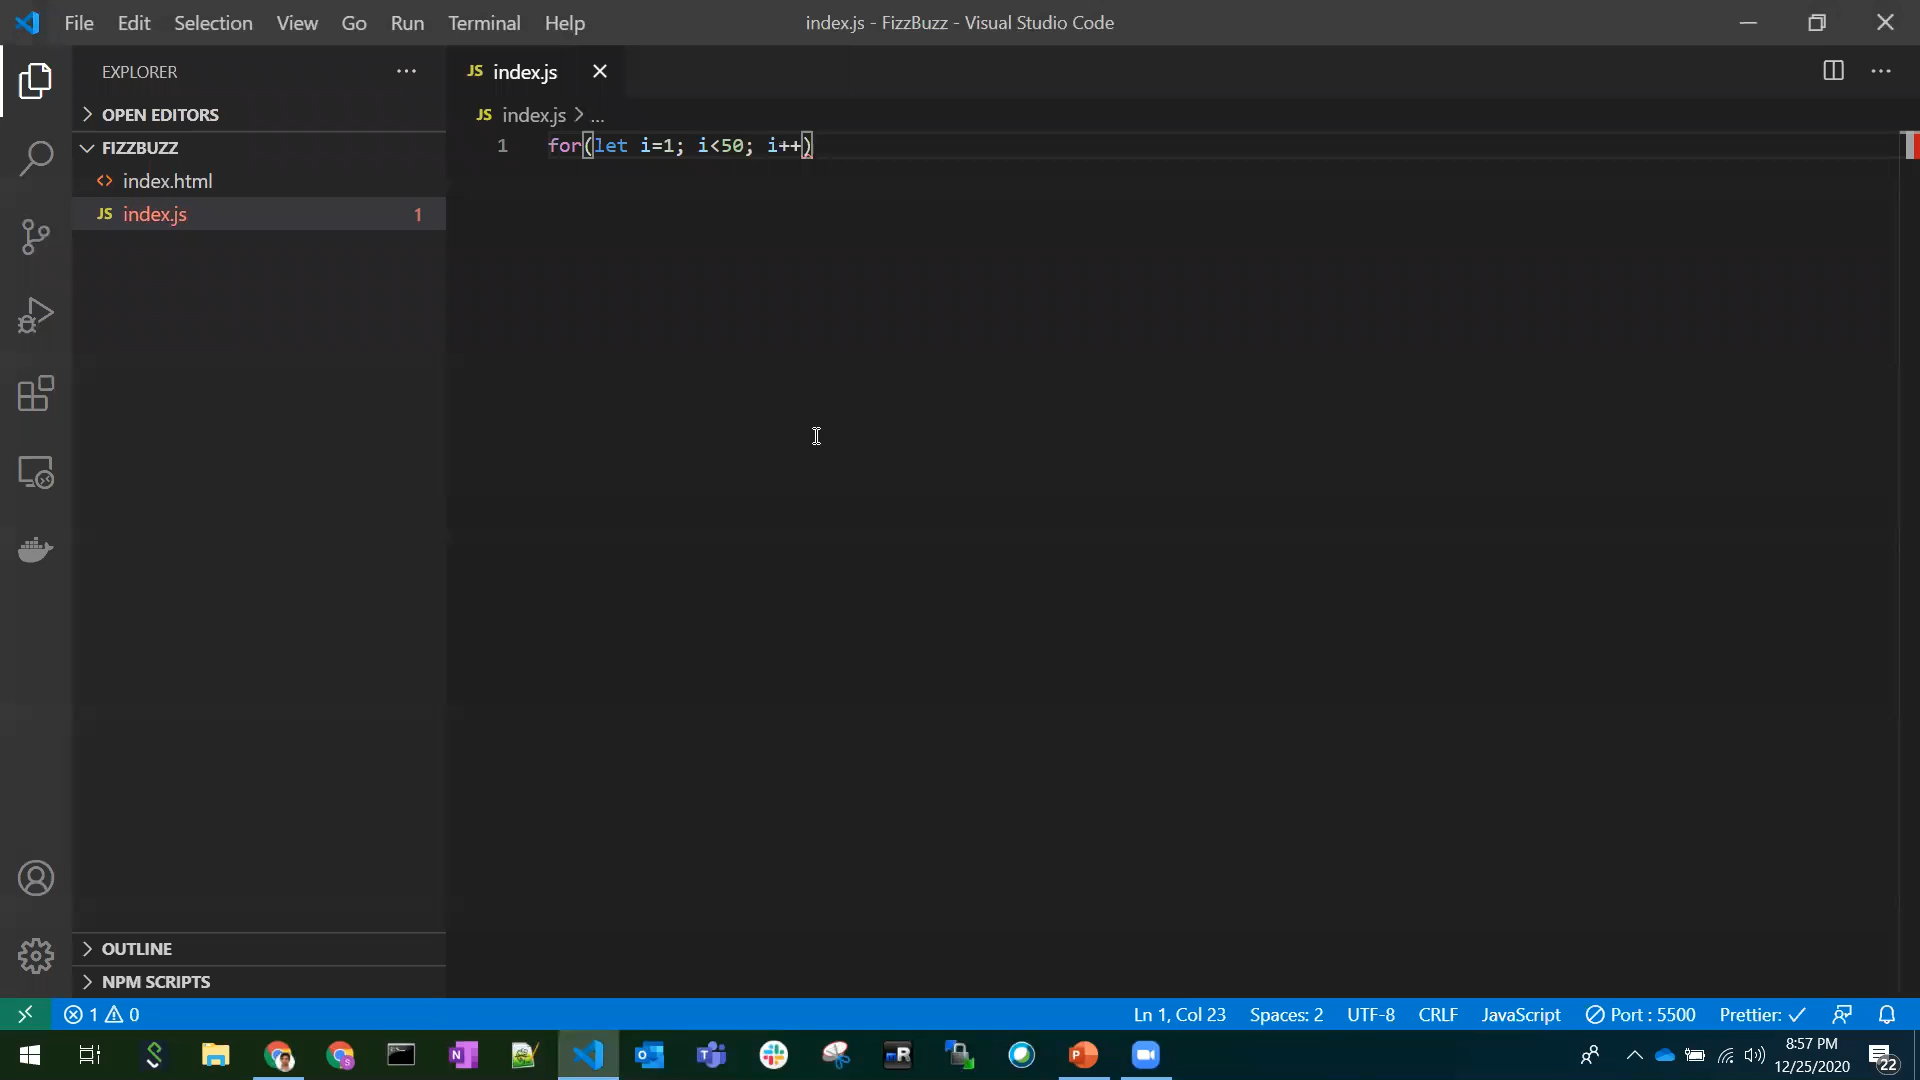 File Edit Selection View Go Run Terminal Help
index.js - FizzBuzz - Visual Studio Code
EXPLORER
OPEN EDITORS
FIZZBUZZ
index.html
JS index.js 1
JS index.js
JS index.js > ...
1 for(let i=1; i<50; i++)
OUTLINE
NPM SCRIPTS
1 0
Ln 1, Col 23 Spaces: 2 UTF-8 CRLF JavaScript Port : 5500 Prettier:
8:57 PM
12/25/2020
22